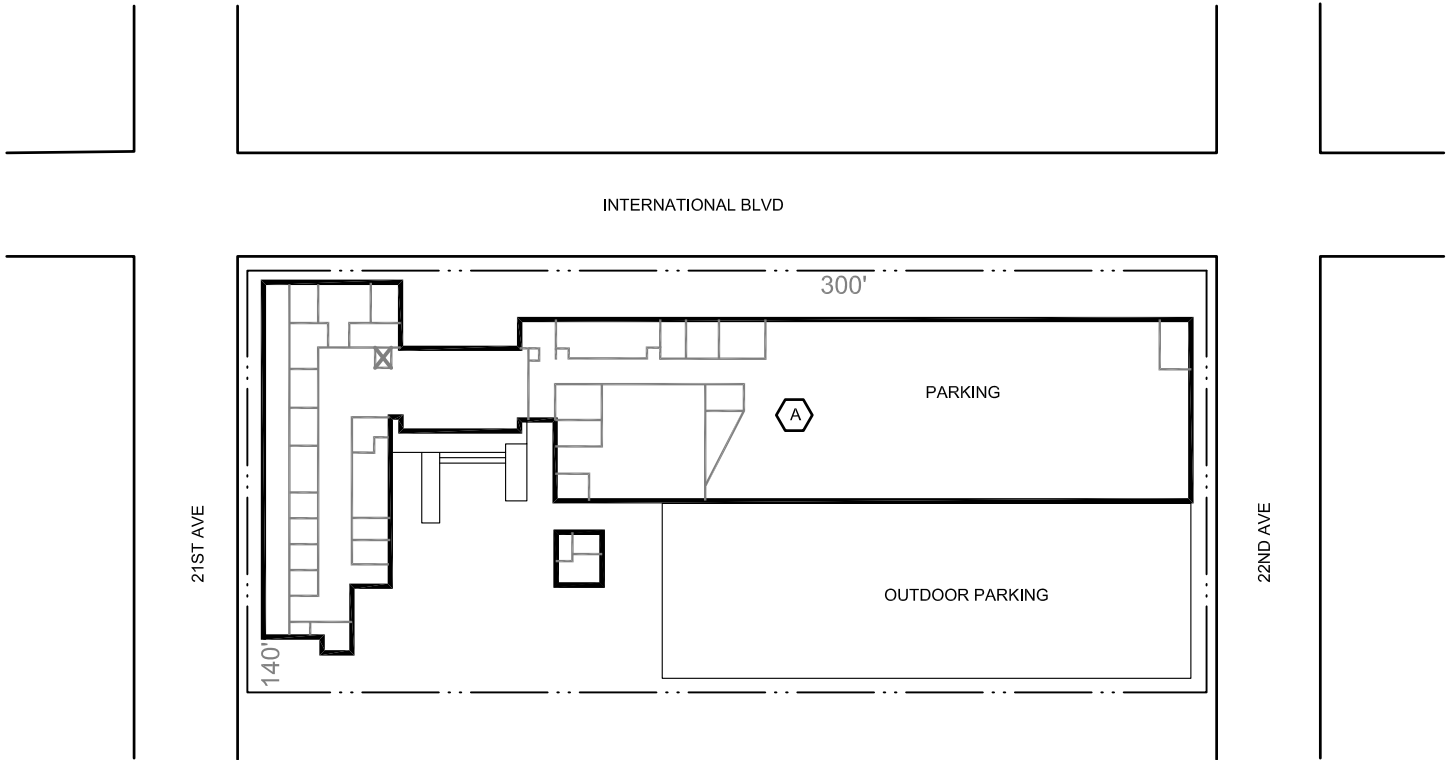 INTERNATIONAL BLVD
300'
PARKING
A
21ST AVE
22ND AVE
OUTDOOR PARKING
140'